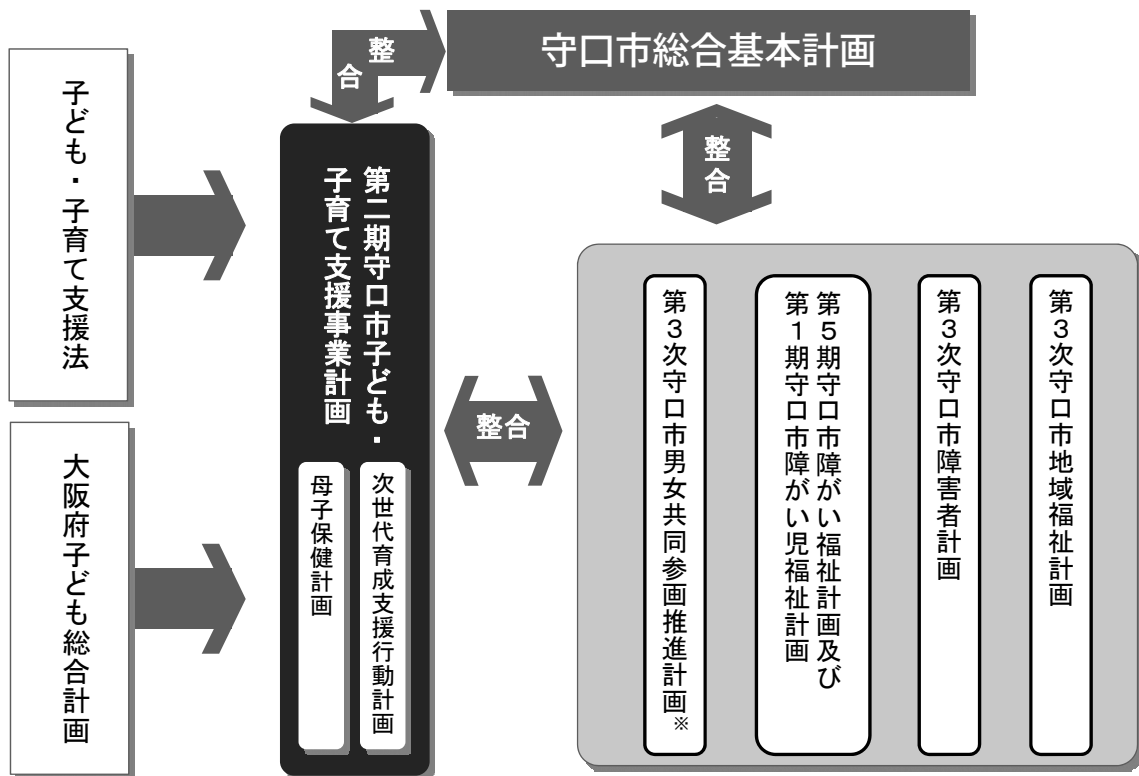 守口市総合基本計画
整
合
整
合
子ども・子育て支援法
大阪府子ども総合計画
第二期守口市子ども・
子育て支援事業計画
次世代育成支援行動計画
母子保健計画
整合
第３次守口市地域福祉計画
第３次守口市障害者計画
第５期守口市障がい福祉計画及び
第１期守口市障がい児福祉計画
第３次守口市男女共同参画推進計画※